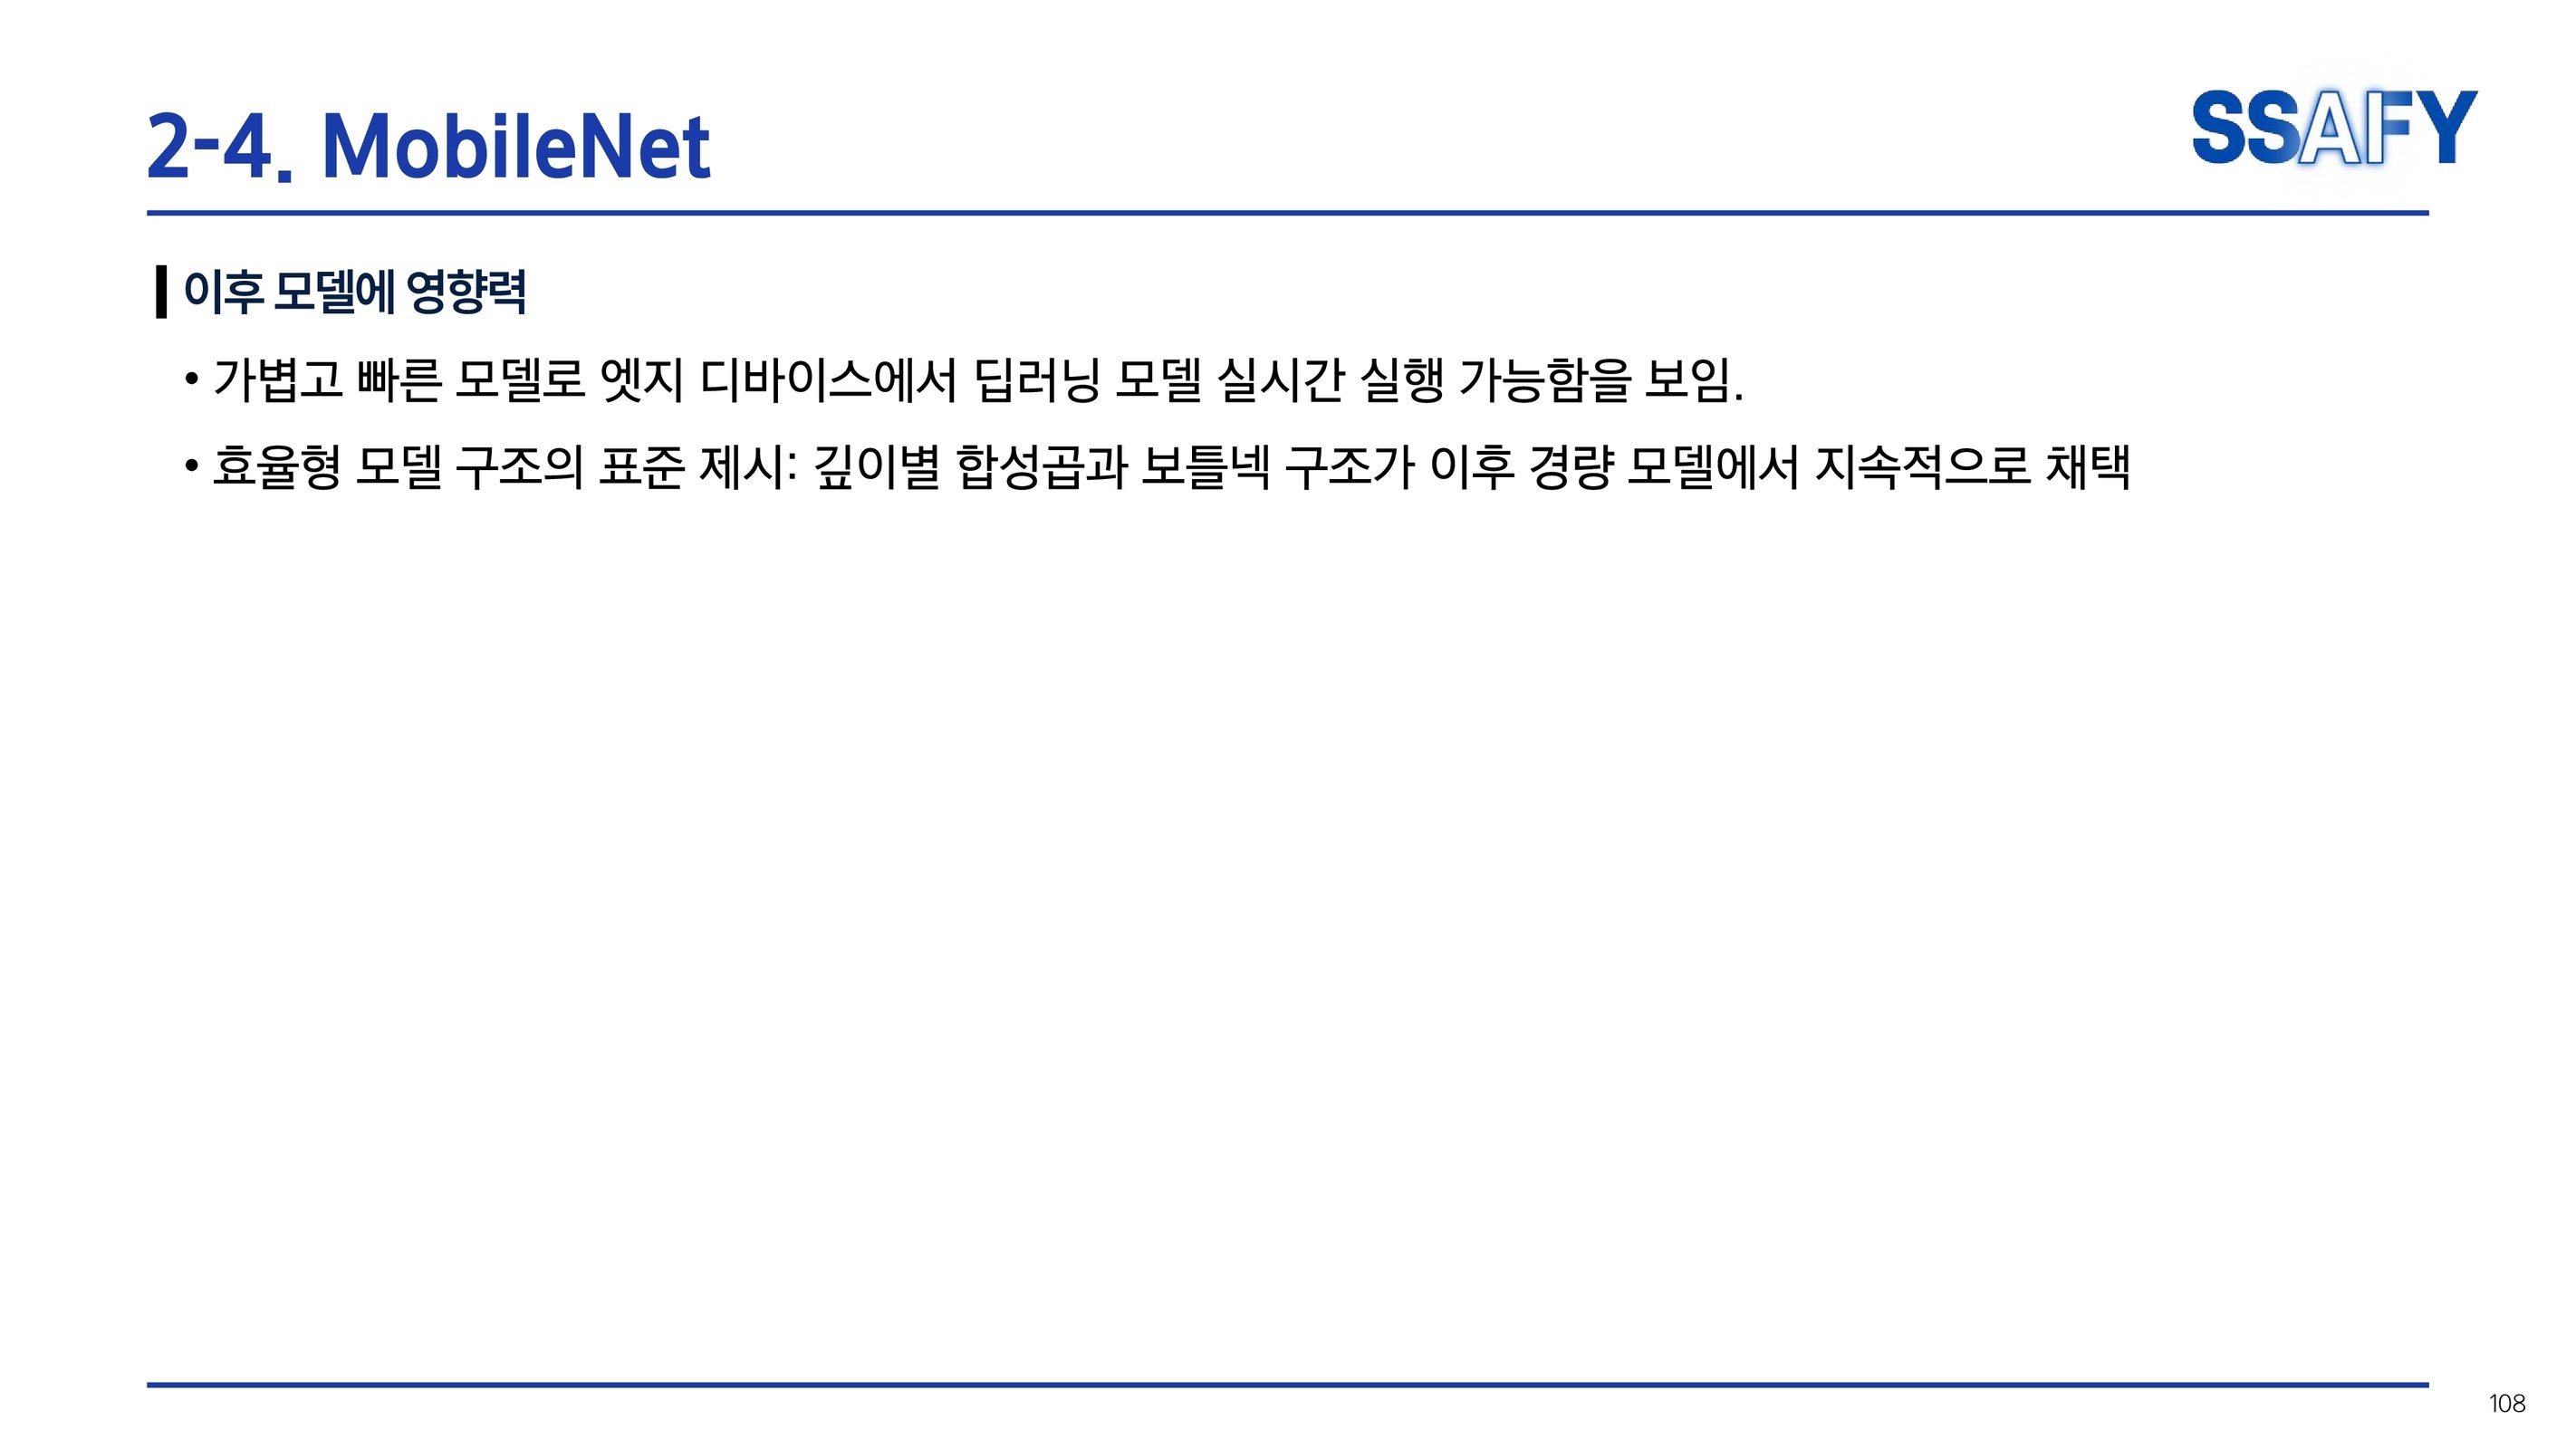 2-4. MobileNet
SSAFY
이후 모델에 영향력
• 가볍고 빠른 모델로 엣지 디바이스에서 딥러닝 모델 실시간 실행 가능함을 보임.
• 효율형 모델 구조의 표준 제시: 깊이별 합성곱과 보틀넥 구조가 이후 경량 모델에서 지속적으로 채택
108